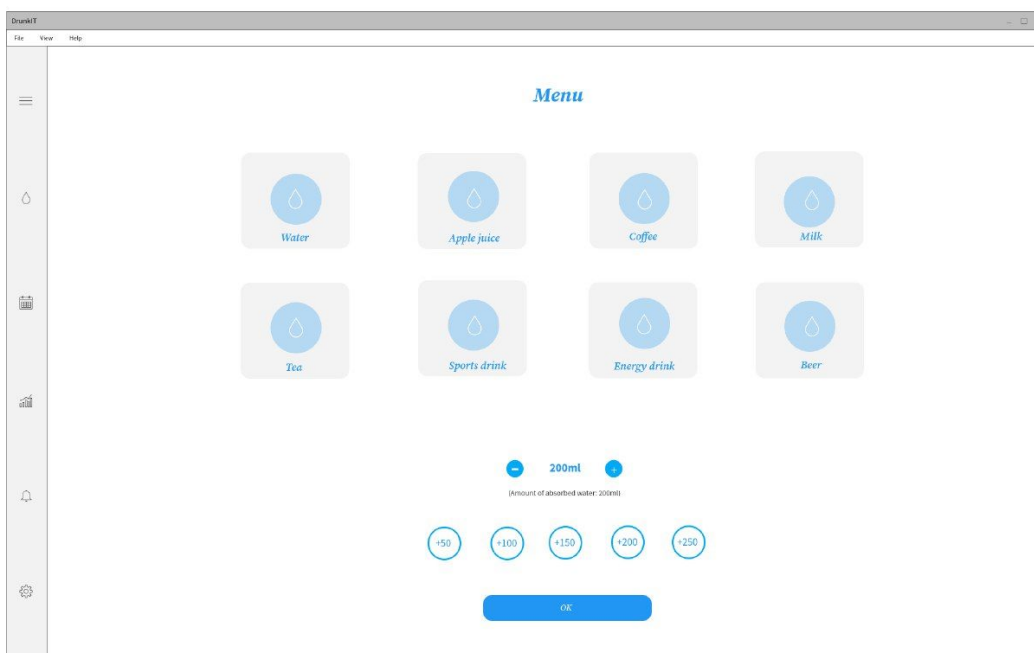 DrunkIT
File View Help
Menu
Water Apple juice Coffee Milk
Tea Sports drink Energy drink Beer
200ml
(Amount of absorbed water: 200ml)
+50 +100 +150 +200 +250
OK